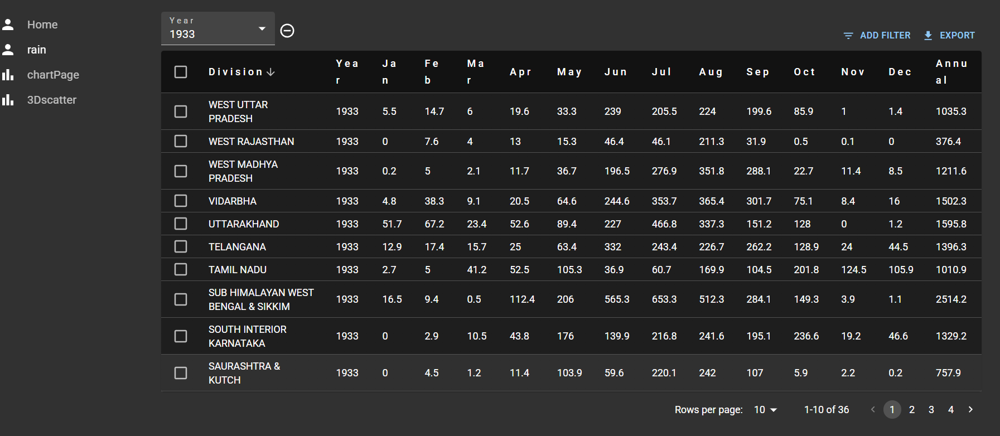 Home
rain
chartPage
3Dscatter
Year
1933
ADD FILTER EXPORT
Division Yea
r Ja
n Fe
b Ma
r Apr May Jun Jul Aug Sep Oct Nov Dec Annu
al
WEST UTTAR
PRADESH 1933 5.5 14.7 6 19.6 33.3 239 205.5 224 199.6 85.9 1 1.4 1035.3
WEST RAJASTHAN 1933 0 7.6 4 13 15.3 46.4 46.1 211.3 31.9 0.5 0.1 0 376.4
WEST MADHYA
PRADESH 1933 0.2 5 2.1 11.7 36.7 196.5 276.9 351.8 288.1 22.7 11.4 8.5 1211.6
VIDARBHA 1933 4.8 38.3 9.1 20.5 64.6 244.6 353.7 365.4 301.7 75.1 8.4 16 1502.3
UTTARAKHAND 1933 51.7 67.2 23.4 52.6 89.4 227 466.8 337.3 151.2 128 0 1.2 1595.8
TELANGANA 1933 12.9 17.4 15.7 25 63.4 332 243.4 226.7 262.2 128.9 24 44.5 1396.3
TAMIL NADU 1933 2.7 5 41.2 52.5 105.3 36.9 60.7 169.9 104.5 201.8 124.5 105.9 1010.9
SUB HIMALAYAN WEST
BENGAL & SIKKIM 1933 16.5 9.4 0.5 112.4 206 565.3 653.3 512.3 284.1 149.3 3.9 1.1 2514.2
SOUTH INTERIOR
KARNATAKA 1933 0 2.9 10.5 43.8 176 139.9 216.8 241.6 195.1 236.6 19.2 46.6 1329.2
SAURASHTRA &
KUTCH 1933 0 4.5 1.2 11.4 103.9 59.6 220.1 242 107 5.9 2.2 0.2 757.9
Rows per page: 10 1-10 of 36 1 2 3 4